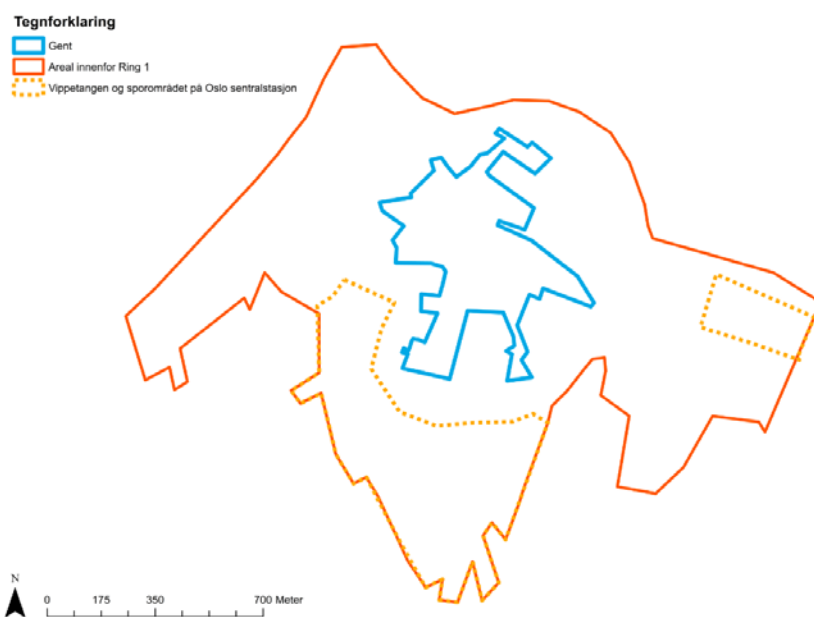 Tegnforklaring
Gent
Areal innenfor Ring 1
Vippetangen og sporområdet på Oslo sentralstasjon
N
0 175 350 700 Meter